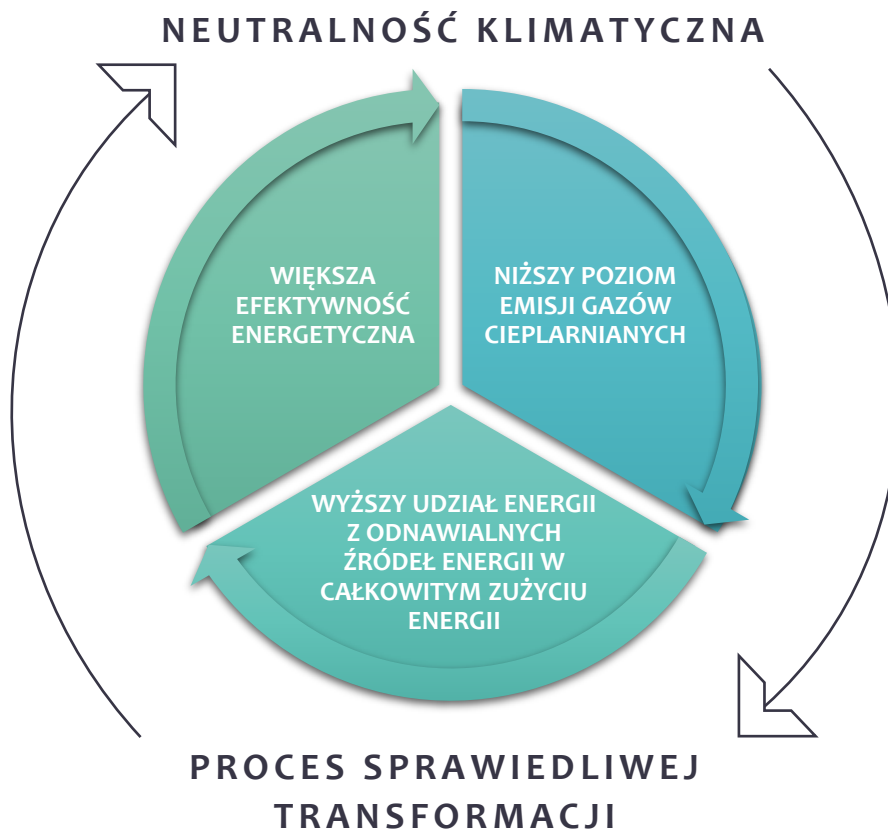 NEUTRALNOŚĆ KLIMATYCZNA
WIĘKSZA
EFEKTYWNOŚĆ
ENERGETYCZNA
NIŻSZY POZIOM
EMISJI GAZÓW
CIEPLARNIANYCH
WYŻSZY UDZIAŁ ENERGII
Z ODNAWIALNYCH
ŹRÓDEŁ ENERGII W
CAŁKOWITYM ZUŻYCIU
ENERGII
PROCES SPRAWIEDLIWEJ
TRANSFORMACJI